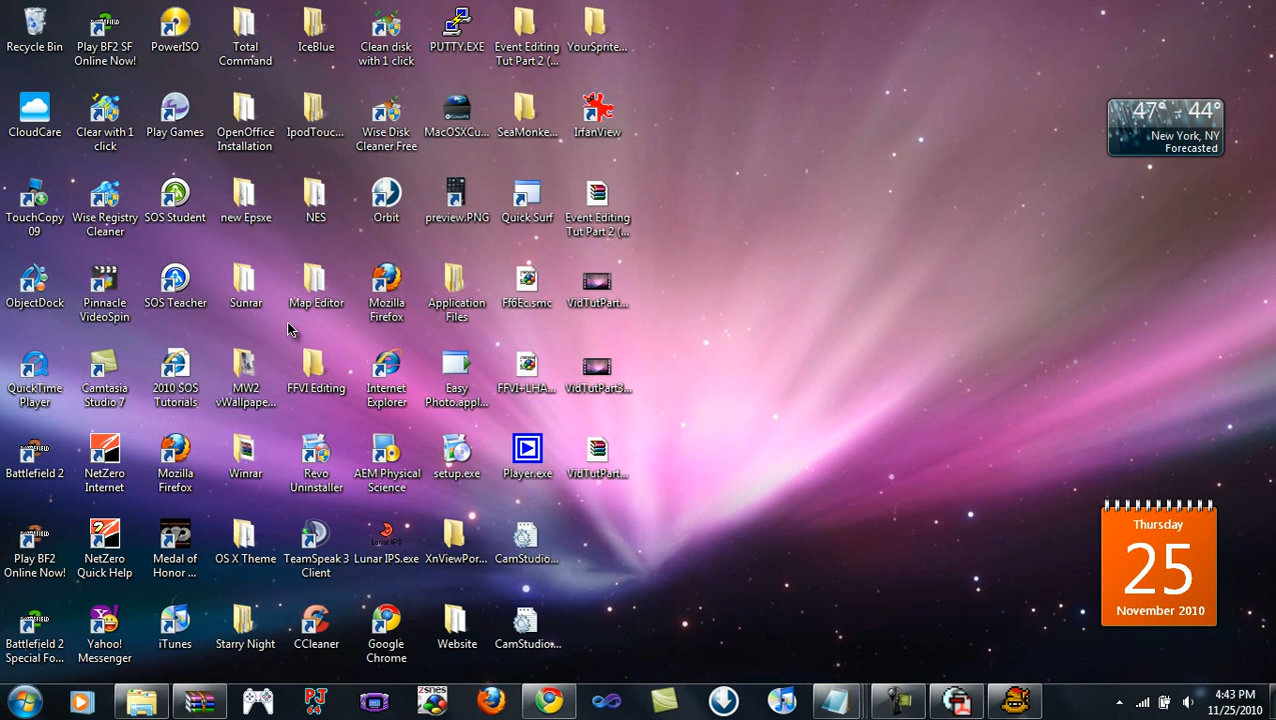 Recycle Bin
Play BF2 SF
Online Now!
PowerISO
Total
Command
IceBlue
Clean disk
with 1 click
PUTTY.EXE
Event Editing
Tut Part 2 (...
YourSprite...
CloudCare
Clear with 1
click
Play Games
OpenOffice
Installation
IpodTouc...
Wise Disk
Cleaner Free
MacOSXCu...
SeaMonke...
IrfanView
TouchCopy
09
Wise Registry
Cleaner
SOS Student
new Epsxe
NES
Orbit
preview.PNG
Quick Surf
Event Editing
Tut Part 2 (...
ObjectDock
Pinnacle
VideoSpin
SOS Teacher
Sunrar
Map Editor
Mozilla
Firefox
Application
Files
Ff6Ec.smc
VidTutPart...
QuickTime
Player
Camtasia
Studio 7
2010 SOS
Tutorials
MW2
vWallpape...
FFVI Editing
Internet
Explorer
Easy
Photo.appl...
FFVI+LHA...
VidTutPart3...
Battlefield 2
NetZero
Internet
Mozilla
Firefox
Winrar
Revo
Uninstaller
AEM Physical
Science
setup.exe
Player.exe
VidTutPart...
Play BF2
Online Now!
NetZero
Quick Help
Medal of
Honor ...
OS X Theme
TeamSpeak 3
Client
Lunar IPS.exe
XnViewPor...
CamStudio...
Battlefield 2
Special Fo...
Yahoo!
Messenger
iTunes
Starry Night
CCleaner
Google
Chrome
Website
CamStudio...
47° - 44°
New York, NY
Forecasted
Thursday
25
November 2010
PJ
64
zsnes
4:43 PM
11/25/2010